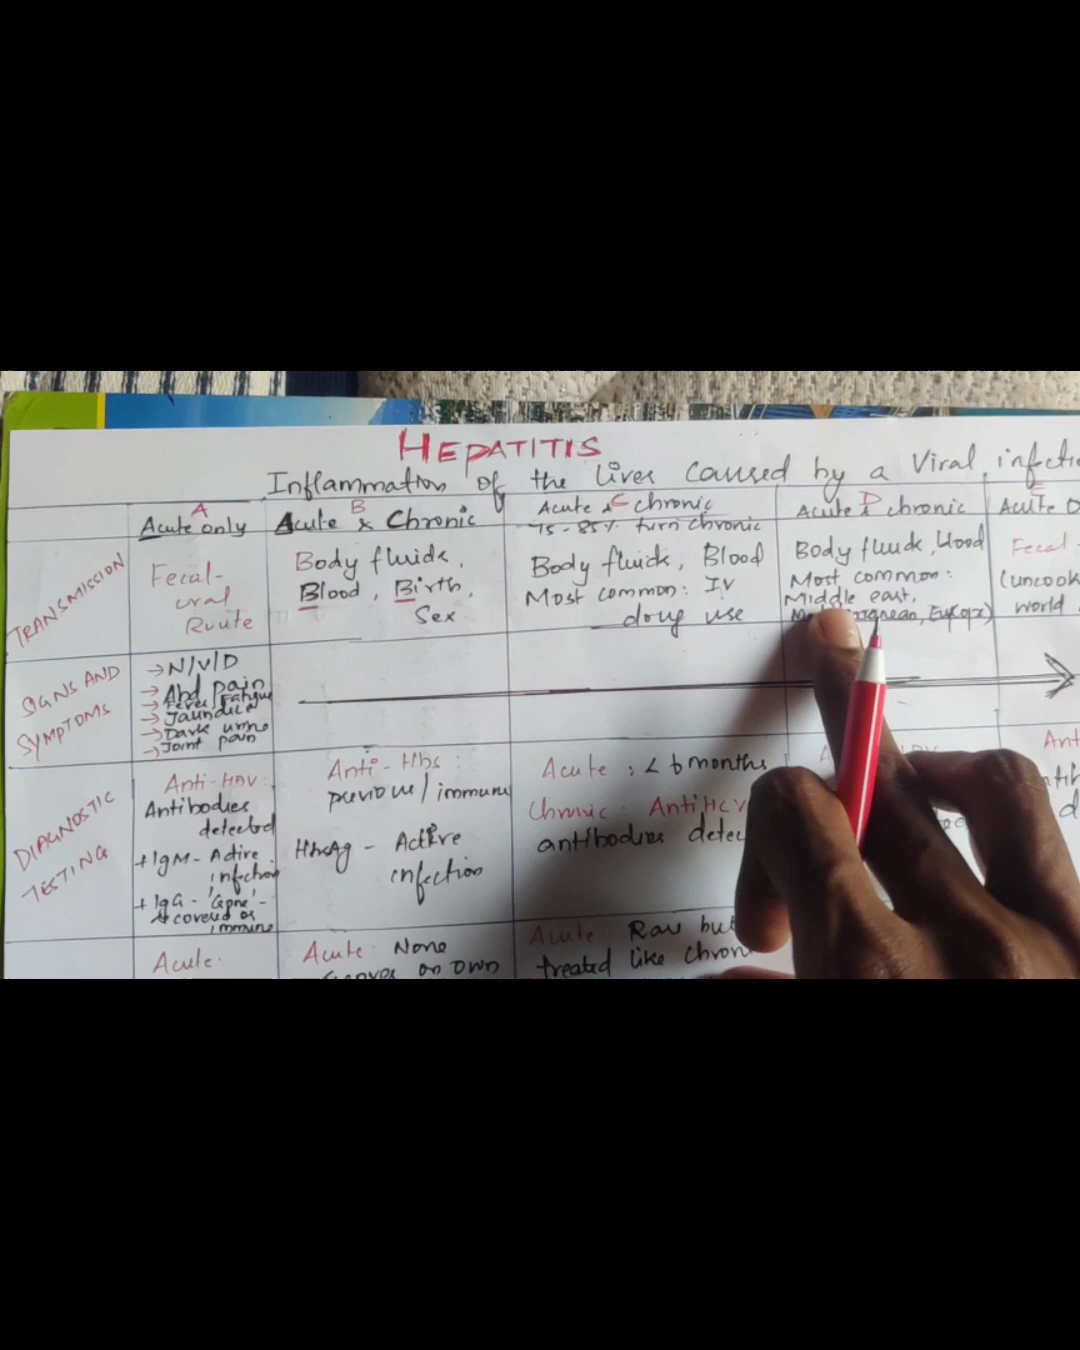 HEPATITIS
Inflammation of the liver caused by a viral infecti
A
Acute only
B
Acute & Chronic
C
Acute & chronic
75-85% turn chronic
D
Acute & chronic
E
Acute O
TRANSMISSION
Fecal-
oral
Route
Body fluids,
Blood, Birth,
Sex
Body fluids, Blood
Most common: IV
drug use
Body fluids, blood
Most common:
Middle east,
Fecal-
(uncook
world
SIGNS AND
SYMPTOMS
→ N/V/D
→ Abd pain
→ Fever, Fatigue
→ Jaundice
→ Dark urine
→ Joint pain
DIAGNOSTIC
TESTING
Anti-HAV:
Antibodies
detected
+IgM - Active
infection
+IgG - 'Gone' -
recovered or
immune
Anti-Hbs:
previous/immune
HbsAg - Active
infection
Acute: < 6 months
Chronic: Anti HCV
antibodies detec
Ant
Acute:
Acute: None
on own
Acute: Rare but
treated like chron